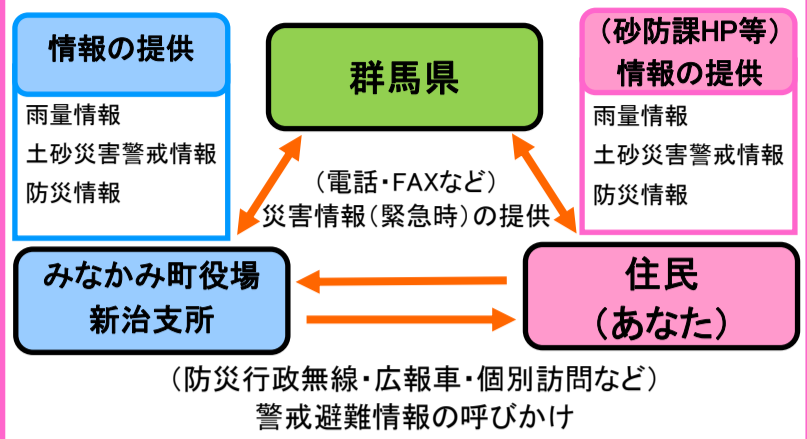 情報の提供
雨量情報
土砂災害警戒情報
防災情報
群馬県
（砂防課HP等）
情報の提供
雨量情報
土砂災害警戒情報
防災情報
（電話・FAXなど）
災害情報（緊急時）の提供
みなかみ町役場
新治支所
住民
（あなた）
（防災行政無線・広報車・個別訪問など）
警戒避難情報の呼びかけ